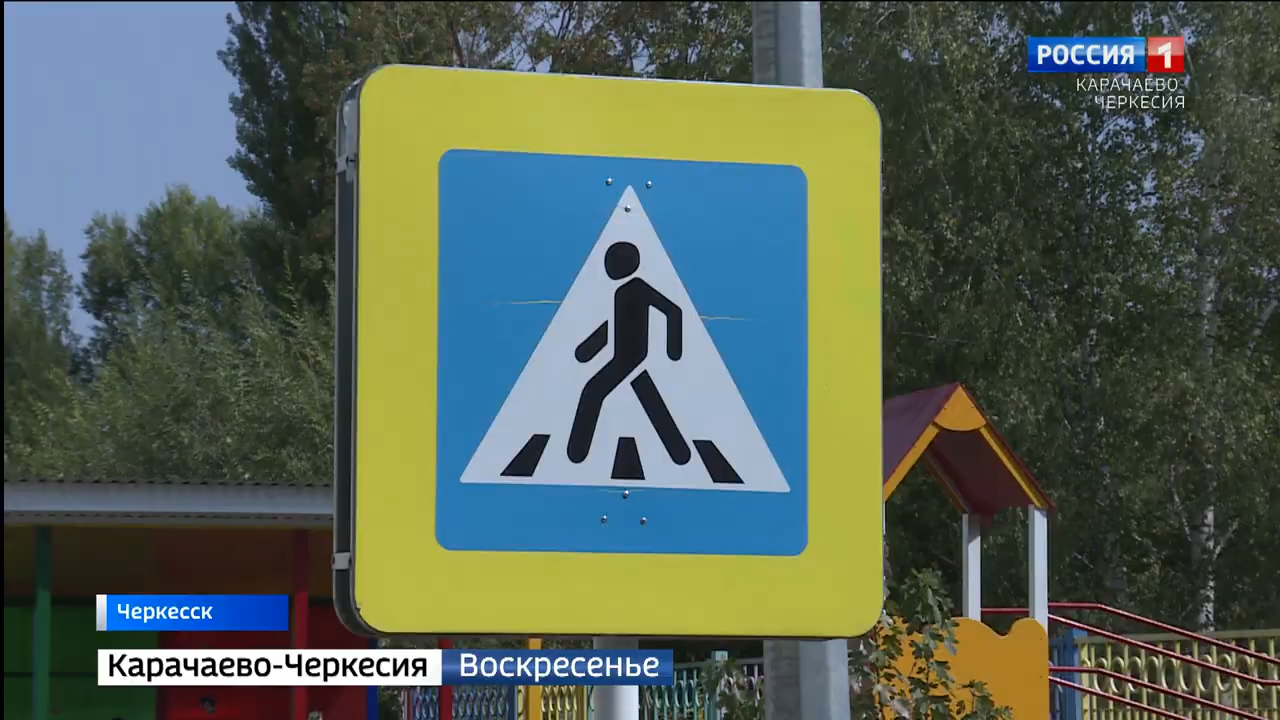 РОССИЯ 1
КАРАЧАЕВО
ЧЕРКЕСИЯ
Черкесск
Карачаево-Черкесия Воскресенье